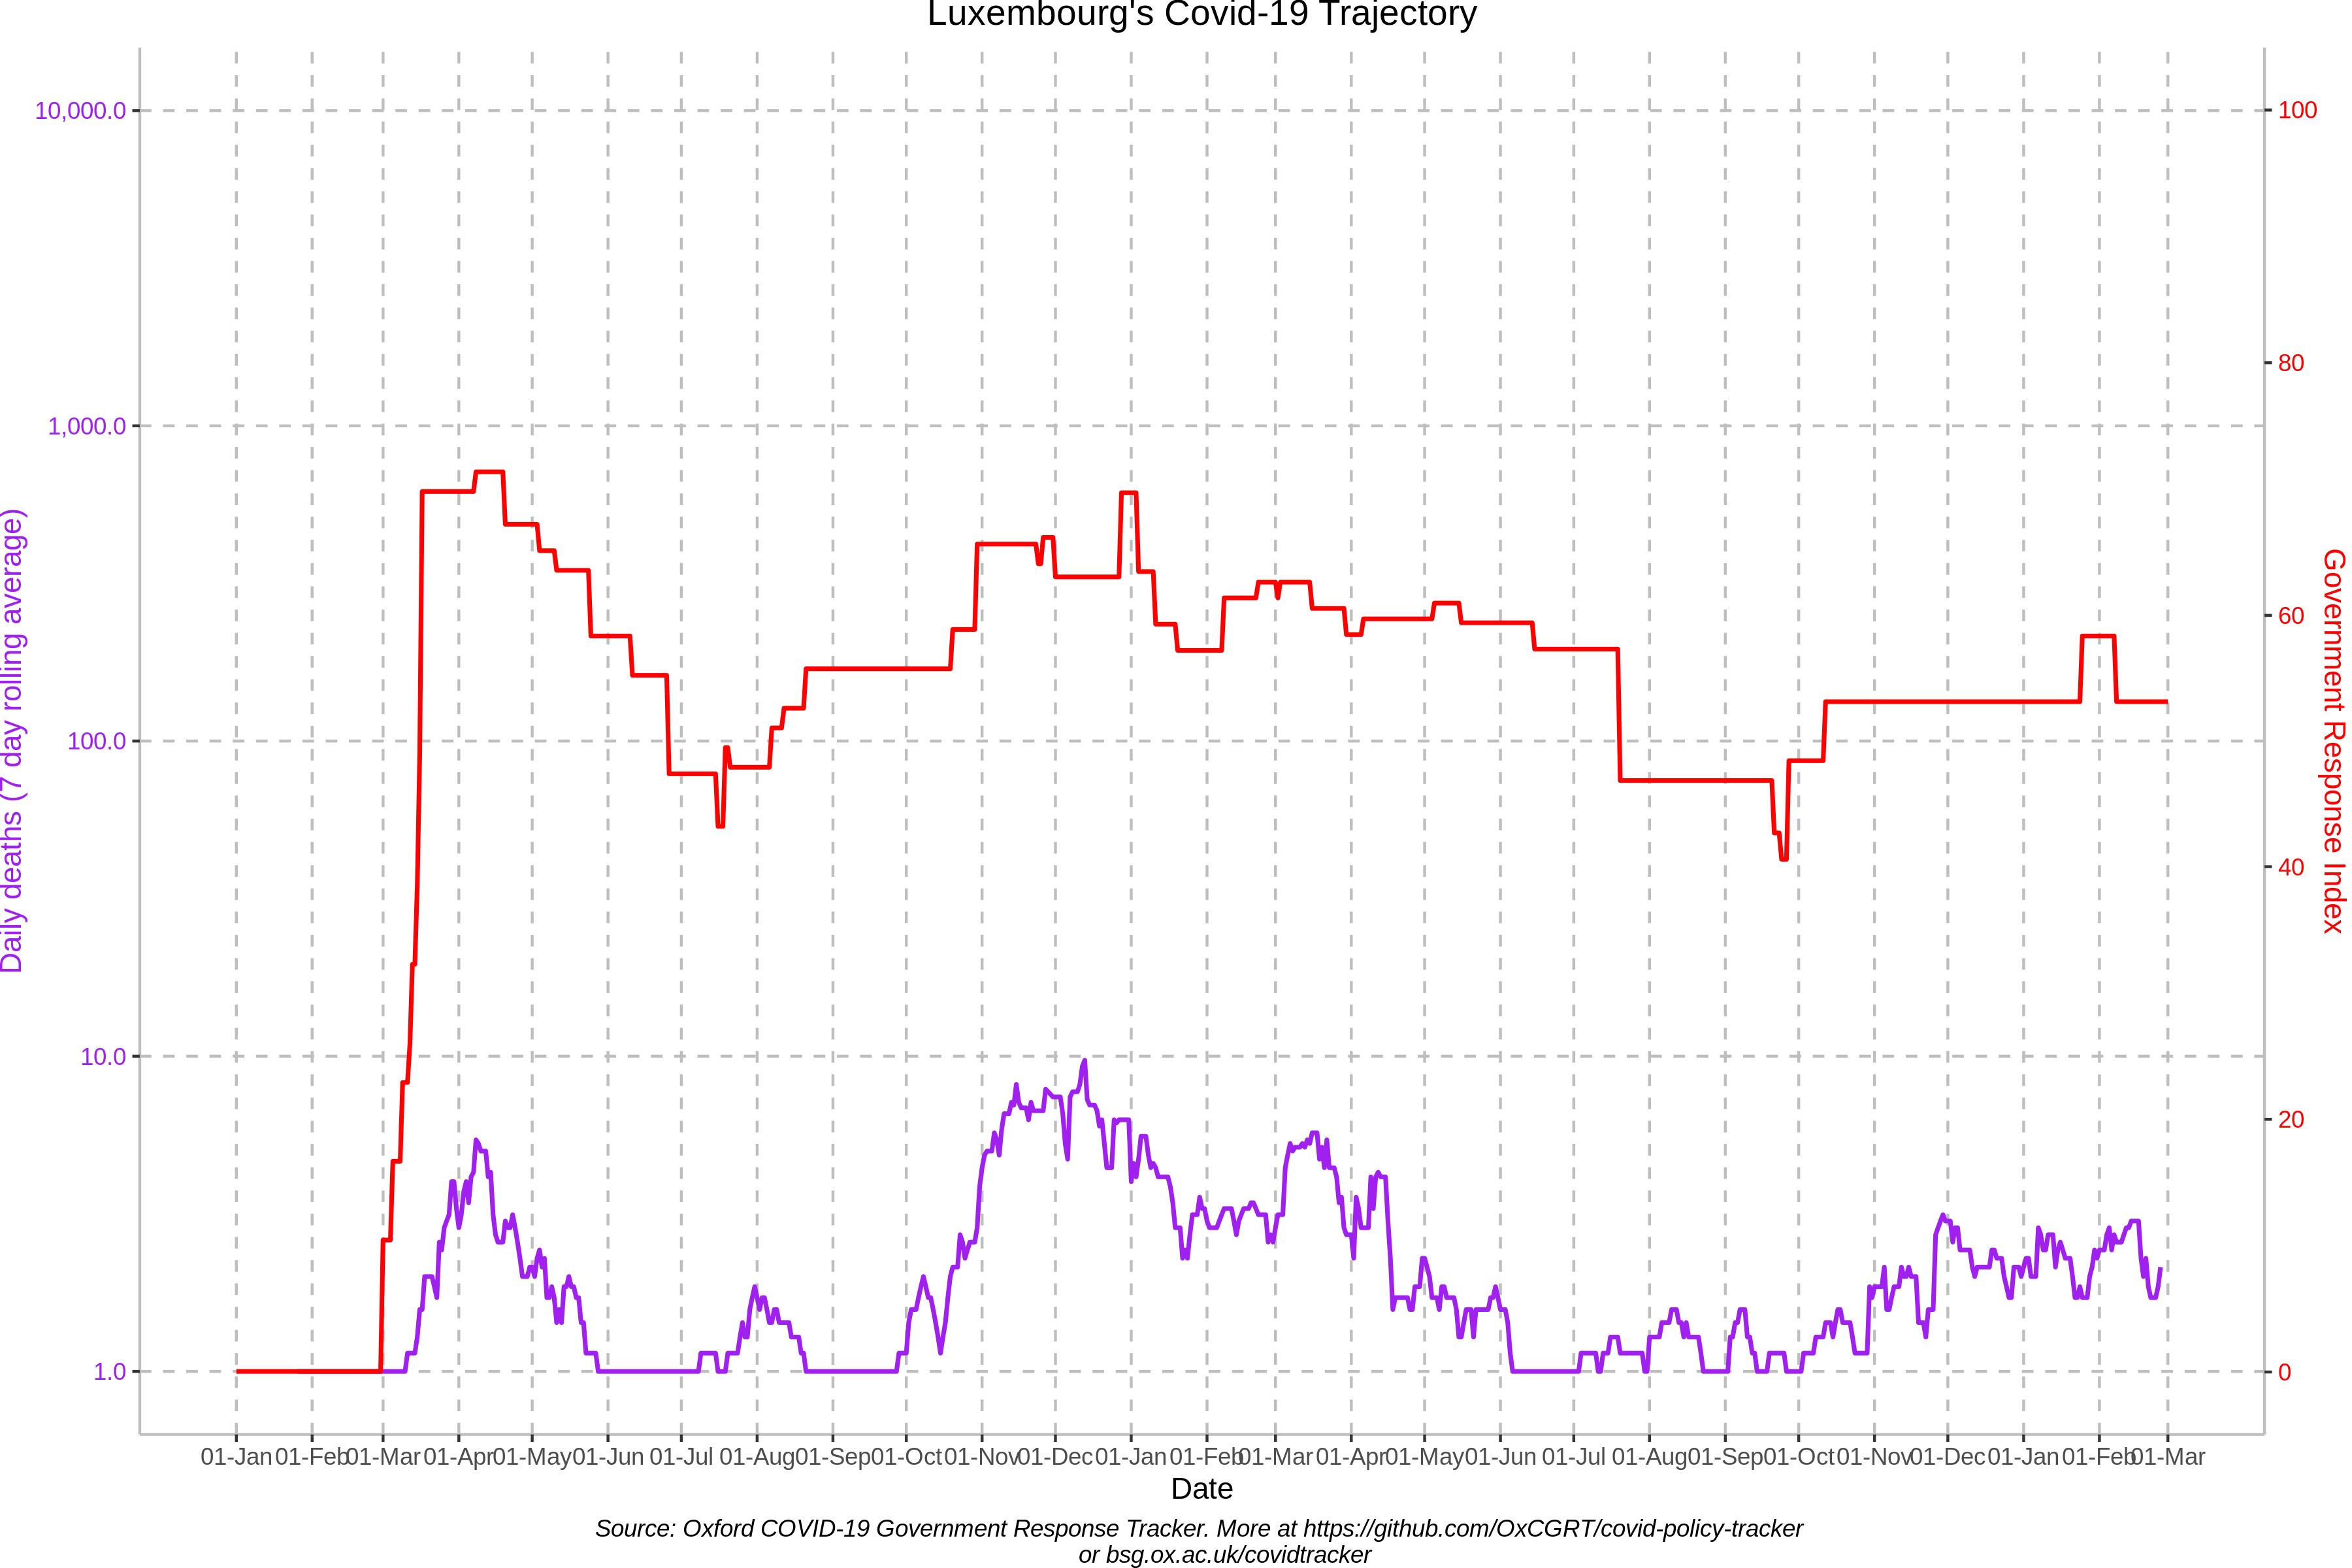 Luxembourg's Covid-19 Trajectory
10,000.0
1,000.0
100.0
10.0
1.0
Daily deaths (7 day rolling average)
100
80
60
40
20
0
Government Response Index
01-Jan 01-Feb 01-Mar 01-Apr 01-May 01-Jun 01-Jul 01-Aug 01-Sep 01-Oct 01-Nov 01-Dec 01-Jan 01-Feb 01-Mar 01-Apr 01-May 01-Jun 01-Jul 01-Aug 01-Sep 01-Oct 01-Nov 01-Dec 01-Jan 01-Feb 01-Mar
Date
Source: Oxford COVID-19 Government Response Tracker. More at https://github.com/OxCGRT/covid-policy-tracker
or bsg.ox.ac.uk/covidtracker